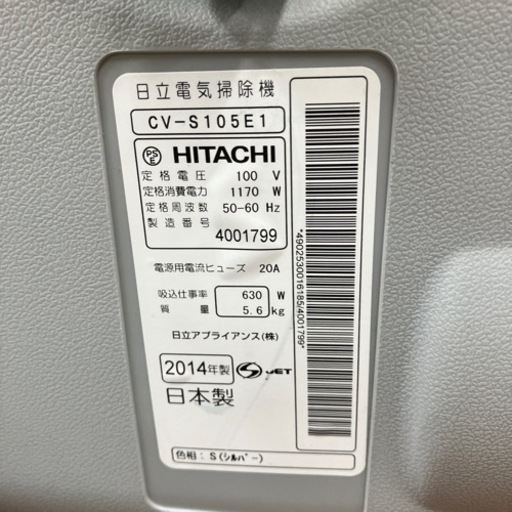 日立電気掃除機
CV-S105E1
PSE HITACHI
定格電圧 100 V
定格消費電力 1170 W
定格周波数 50-60 Hz
製造番号
4001799
電源用電流ヒューズ 20A
吸込仕事率 630 W
質量 5.6 kg
日立アプライアンス(株)
2014年製 S JET
日本製
色相：S(ｼﾙﾊﾞｰ)
*4902530016185/4001799*